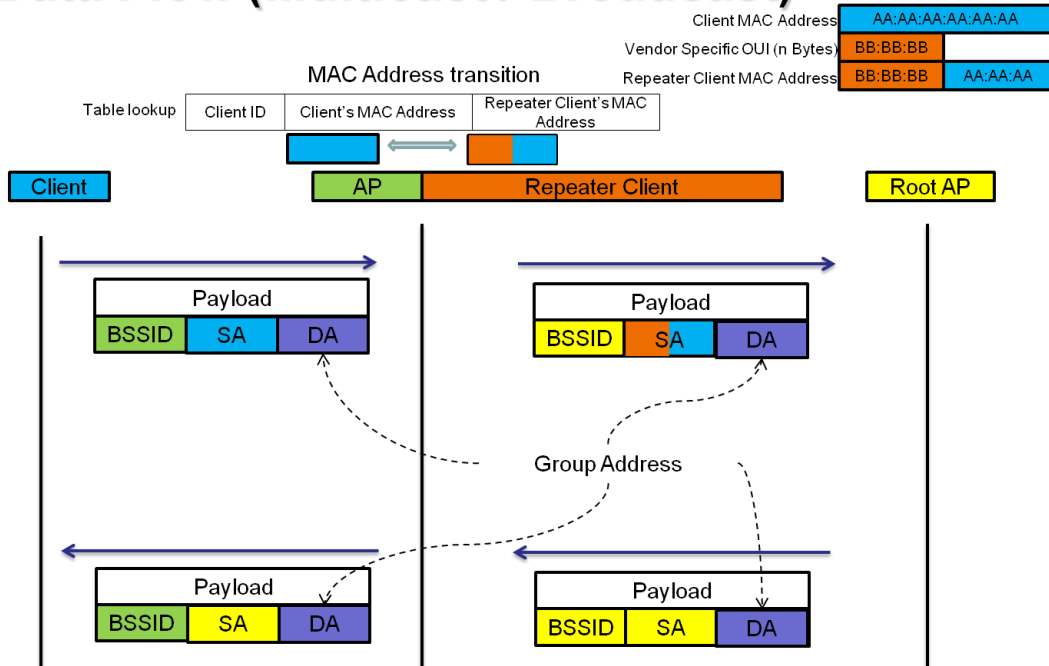 Client MAC Address AA:AA:AA:AA:AA:AA
Vendor Specific OUI (n Bytes) BB:BB:BB
Repeater Client MAC Address BB:BB:BB AA:AA:AA
MAC Address transition
Table lookup Client ID Client's MAC Address Repeater Client's MAC
Address
Client AP Repeater Client Root AP
Payload Payload
BSSID SA DA BSSID SA DA
Group Address
Payload Payload
BSSID SA DA BSSID SA DA